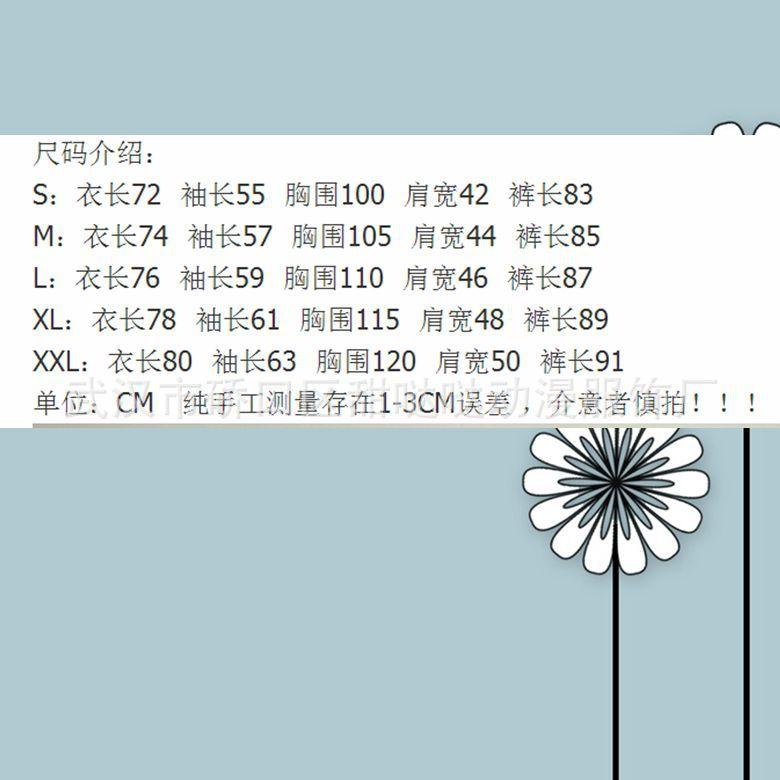 尺码介绍：
S：衣长72 袖长55 胸围100 肩宽42 裤长83
M：衣长74 袖长57 胸围105 肩宽44 裤长85
L：衣长76 袖长59 胸围110 肩宽46 裤长87
XL：衣长78 袖长61 胸围115 肩宽48 裤长89
XXL：衣长80 袖长63 胸围120 肩宽50 裤长91
武汉市硚口区甜哒哒动漫服饰厂
单位：CM 纯手工测量存在1-3CM误差，介意者慎拍！！！